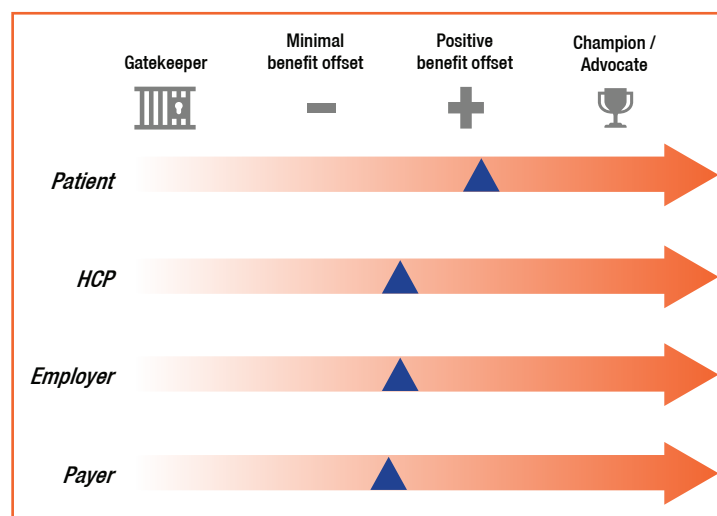 Gatekeeper
Minimal
benefit offset
Positive
benefit offset
Champion /
Advocate
Patient
HCP
Employer
Payer